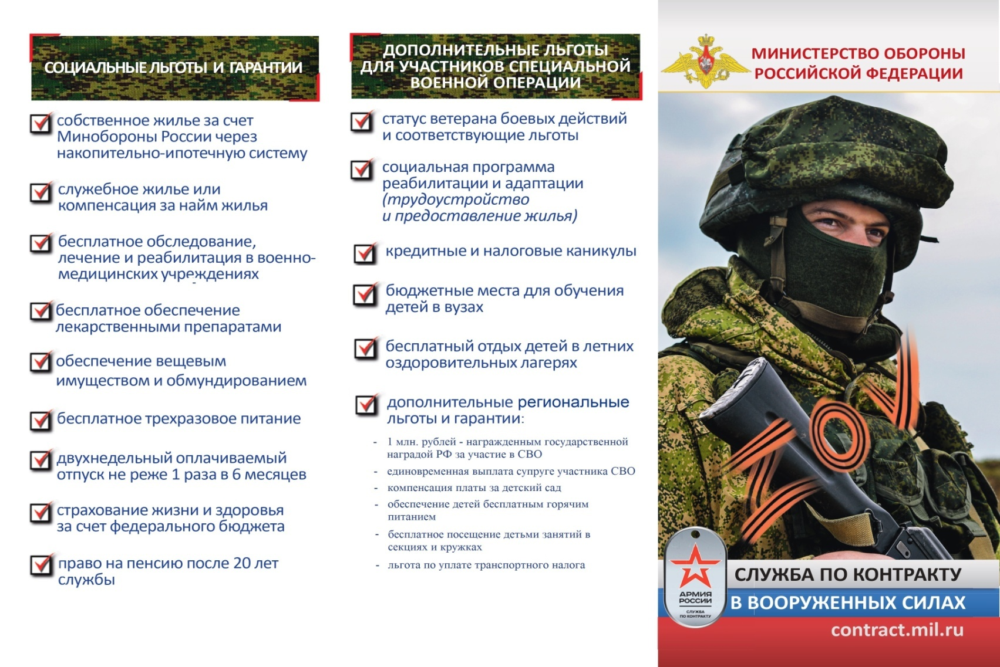 СОЦИАЛЬНЫЕ ЛЬГОТЫ И ГАРАНТИИ
собственное жилье за счет
Минобороны России через
накопительно-ипотечную систему
служебное жилье или
компенсация за найм жилья
бесплатное обследование,
лечение и реабилитация в военно-
медицинских учреждениях
бесплатное обеспечение
лекарственными препаратами
обеспечение вещевым
имуществом и обмундированием
бесплатное трехразовое питание
двухнедельный оплачиваемый
отпуск не реже 1 раза в 6 месяцев
страхование жизни и здоровья
за счет федерального бюджета
право на пенсию после 20 лет
службы
ДОПОЛНИТЕЛЬНЫЕ ЛЬГОТЫ
ДЛЯ УЧАСТНИКОВ СПЕЦИАЛЬНОЙ
ВОЕННОЙ ОПЕРАЦИИ
статус ветерана боевых действий
и соответствующие льготы
социальная программа
реабилитации и адаптации
(трудоустройство
и предоставление жилья)
кредитные и налоговые каникулы
бюджетные места для обучения
детей в вузах
бесплатный отдых детей в летних
оздоровительных лагерях
дополнительные региональные
льготы и гарантии:
- 1 млн. рублей - награжденным государственной
наградой РФ за участие в СВО
- единовременная выплата супруге участника СВО
- компенсация платы за детский сад
- обеспечение детей бесплатным горячим
питанием
- бесплатное посещение детьми занятий в
секциях и кружках
- льгота по уплате транспортного налога
МИНИСТЕРСТВО ОБОРОНЫ
РОССИЙСКОЙ ФЕДЕРАЦИИ
ZOV
АРМИЯ
РОССИИ
СЛУЖБА
ПО КОНТРАКТУ
СЛУЖБА ПО КОНТРАКТУ
В ВООРУЖЕННЫХ СИЛАХ
contract.mil.ru